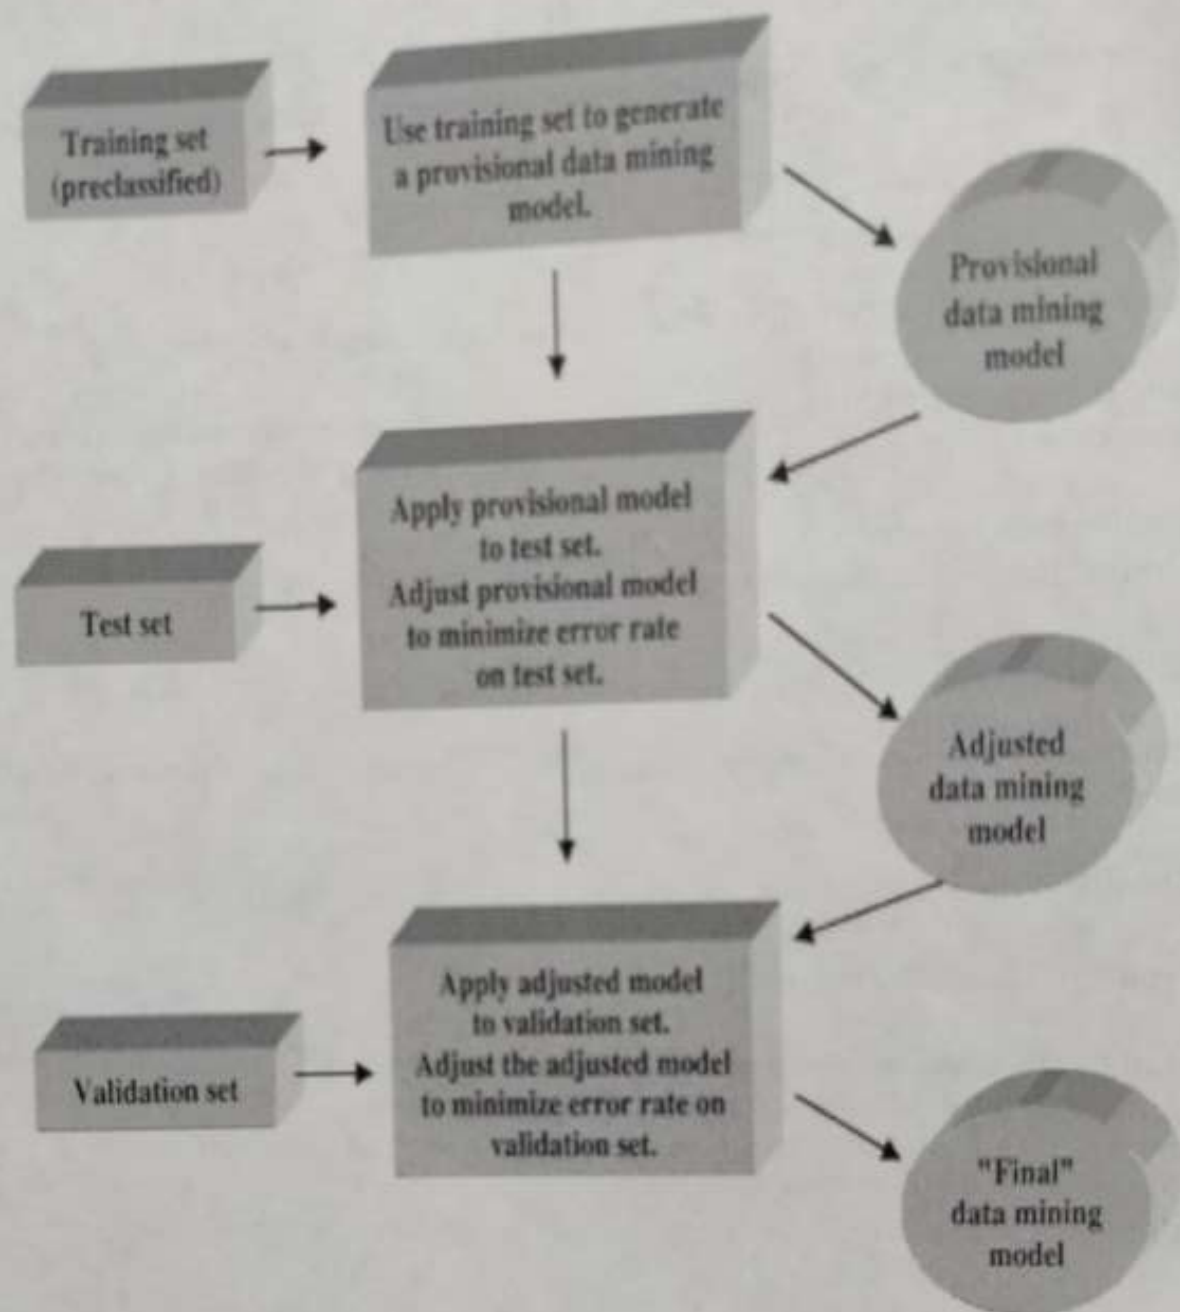 Training set
(preclassified)
Use training set to generate
a provisional data mining
model.
Provisional
data mining
model
Apply provisional model
to test set.
Adjust provisional model
to minimize error rate
on test set.
Test set
Adjusted
data mining
model
Apply adjusted model
to validation set.
Adjust the adjusted model
to minimize error rate on
validation set.
Validation set
"Final"
data mining
model